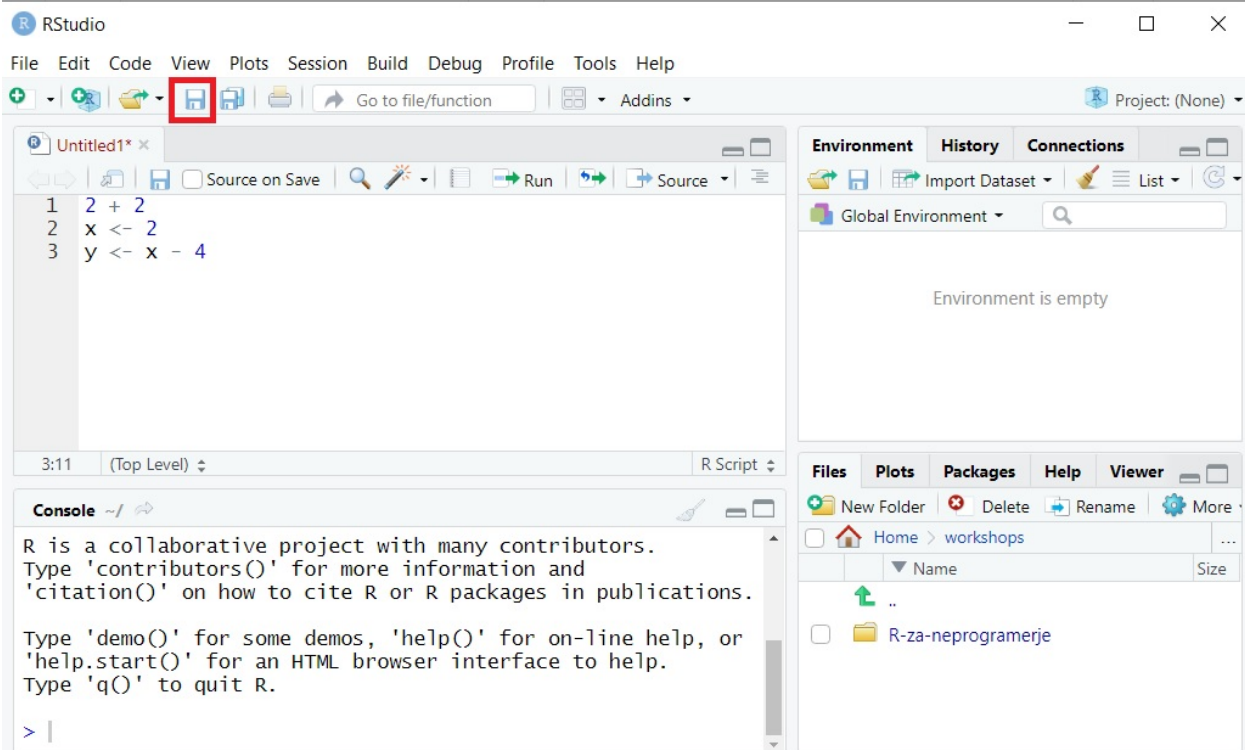 RStudio
File Edit Code View Plots Session Build Debug Profile Tools Help
Go to file/function Addins Project: (None)
Untitled1*
Source on Save Run Source
1 2 + 2
2 x <- 2
3 y <- x - 4
3:11 (Top Level) R Script
Console ~/
R is a collaborative project with many contributors.
Type 'contributors()' for more information and
'citation()' on how to cite R or R packages in publications.
Type 'demo()' for some demos, 'help()' for on-line help, or
'help.start()' for an HTML browser interface to help.
Type 'q()' to quit R.
>
Environment History Connections
Import Dataset List
Global Environment
Environment is empty
Files Plots Packages Help Viewer
New Folder Delete Rename More
Home > workshops ...
Name Size
..
R-za-neprogramerje